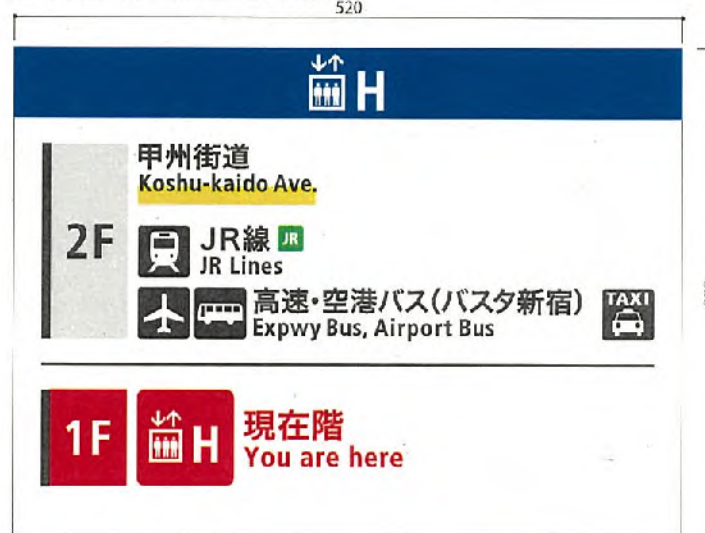 520
H
甲州街道
Koshu-kaido Ave.
2F
JR線 JR
JR Lines
高速・空港バス(バスタ新宿) TAXI
Expwy Bus, Airport Bus
1F
H
現在階
You are here